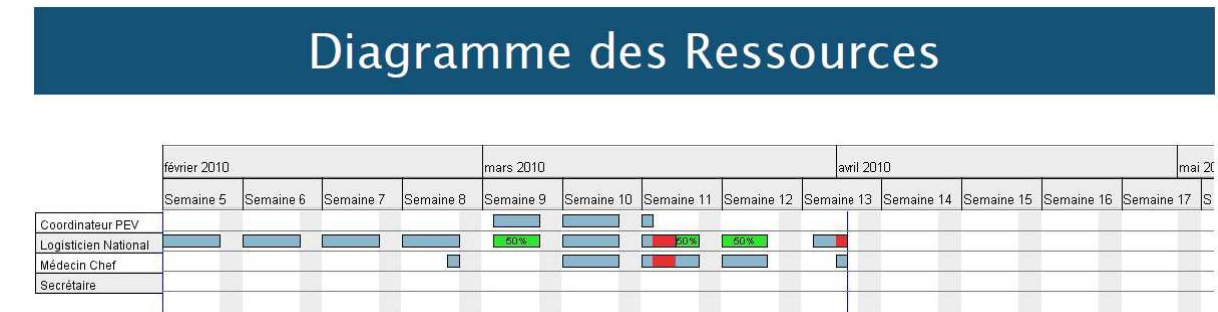 Diagramme des Ressources
février 2010 mars 2010 avril 2010 mai 20
Semaine 5 Semaine 6 Semaine 7 Semaine 8 Semaine 9 Semaine 10 Semaine 11 Semaine 12 Semaine 13 Semaine 14 Semaine 15 Semaine 16 Semaine 17 S
Coordinateur PEV
Logisticien National 50% 50% 50%
Médecin Chef
Secrétaire